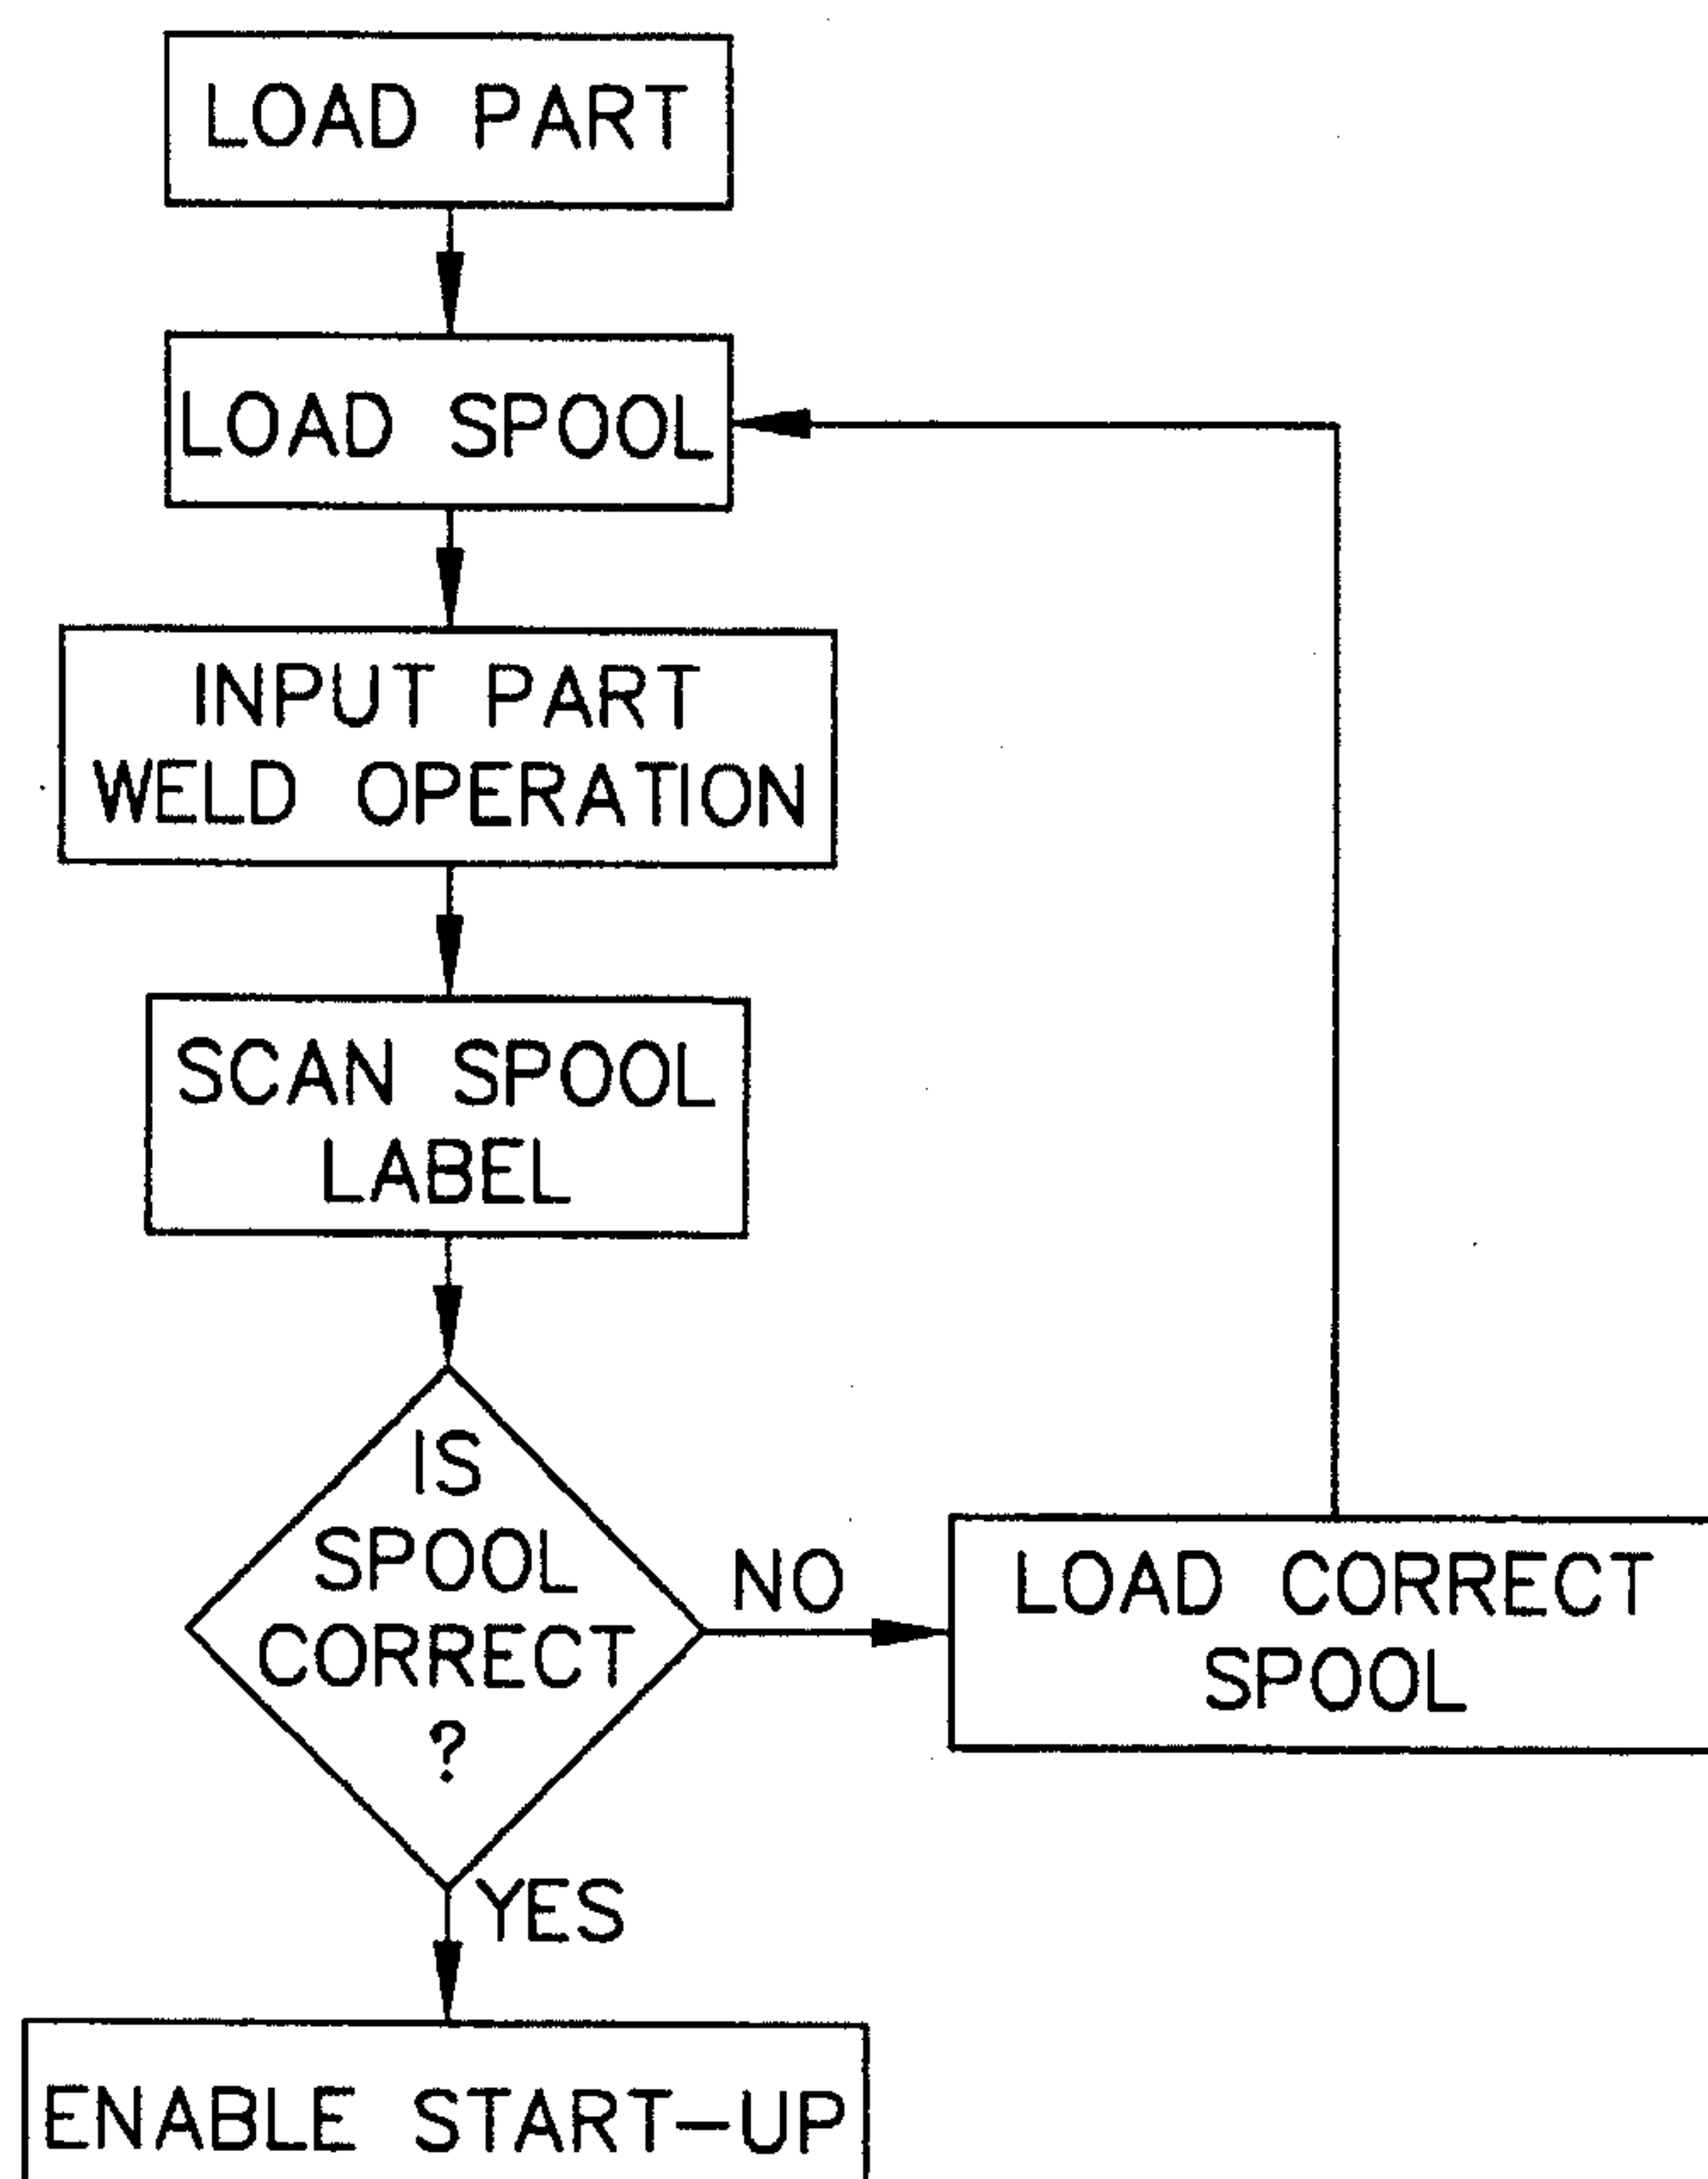 LOAD PART
LOAD SPOOL
INPUT PART
WELD OPERATION
SCAN SPOOL
LABEL
IS
SPOOL
CORRECT
?
NO
LOAD CORRECT
SPOOL
YES
ENABLE START-UP